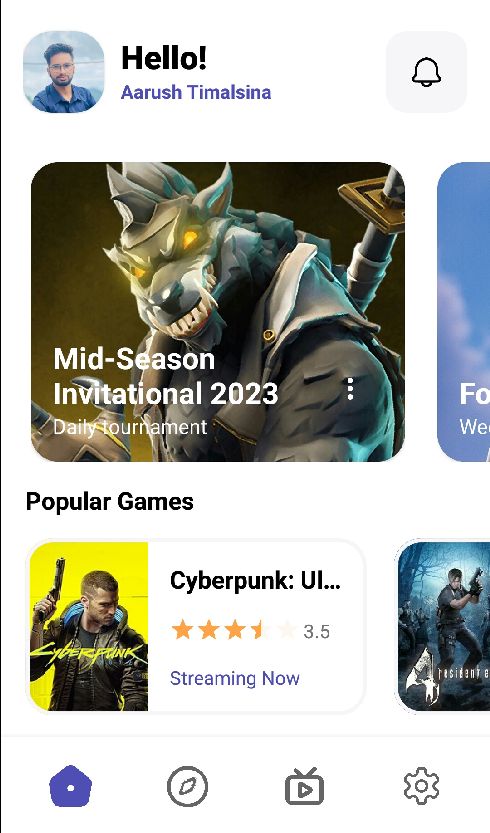 Hello!
Aarush Timalsina
Mid-Season
Invitational 2023
Daily tournament
Fo
Wee
Popular Games
Cyberpunk: Ul...
3.5
Streaming Now
CYBERPUNK
4
resident e